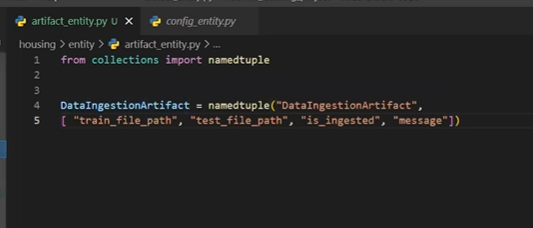 artifact_entity.py U
config_entity.py
housing > entity > artifact_entity.py > ...
1 from collections import namedtuple
2
3
4 DataIngestionArtifact = namedtuple("DataIngestionArtifact",
5 [ "train_file_path", "test_file_path", "is_ingested", "message"])